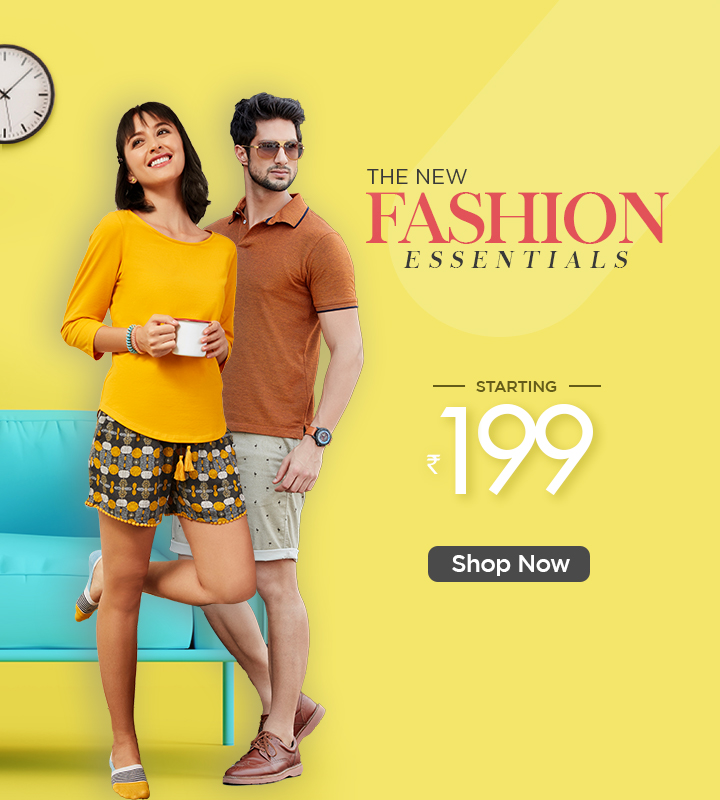 THE NEW
FASHION
ESSENTIALS
STARTING
₹199
Shop Now